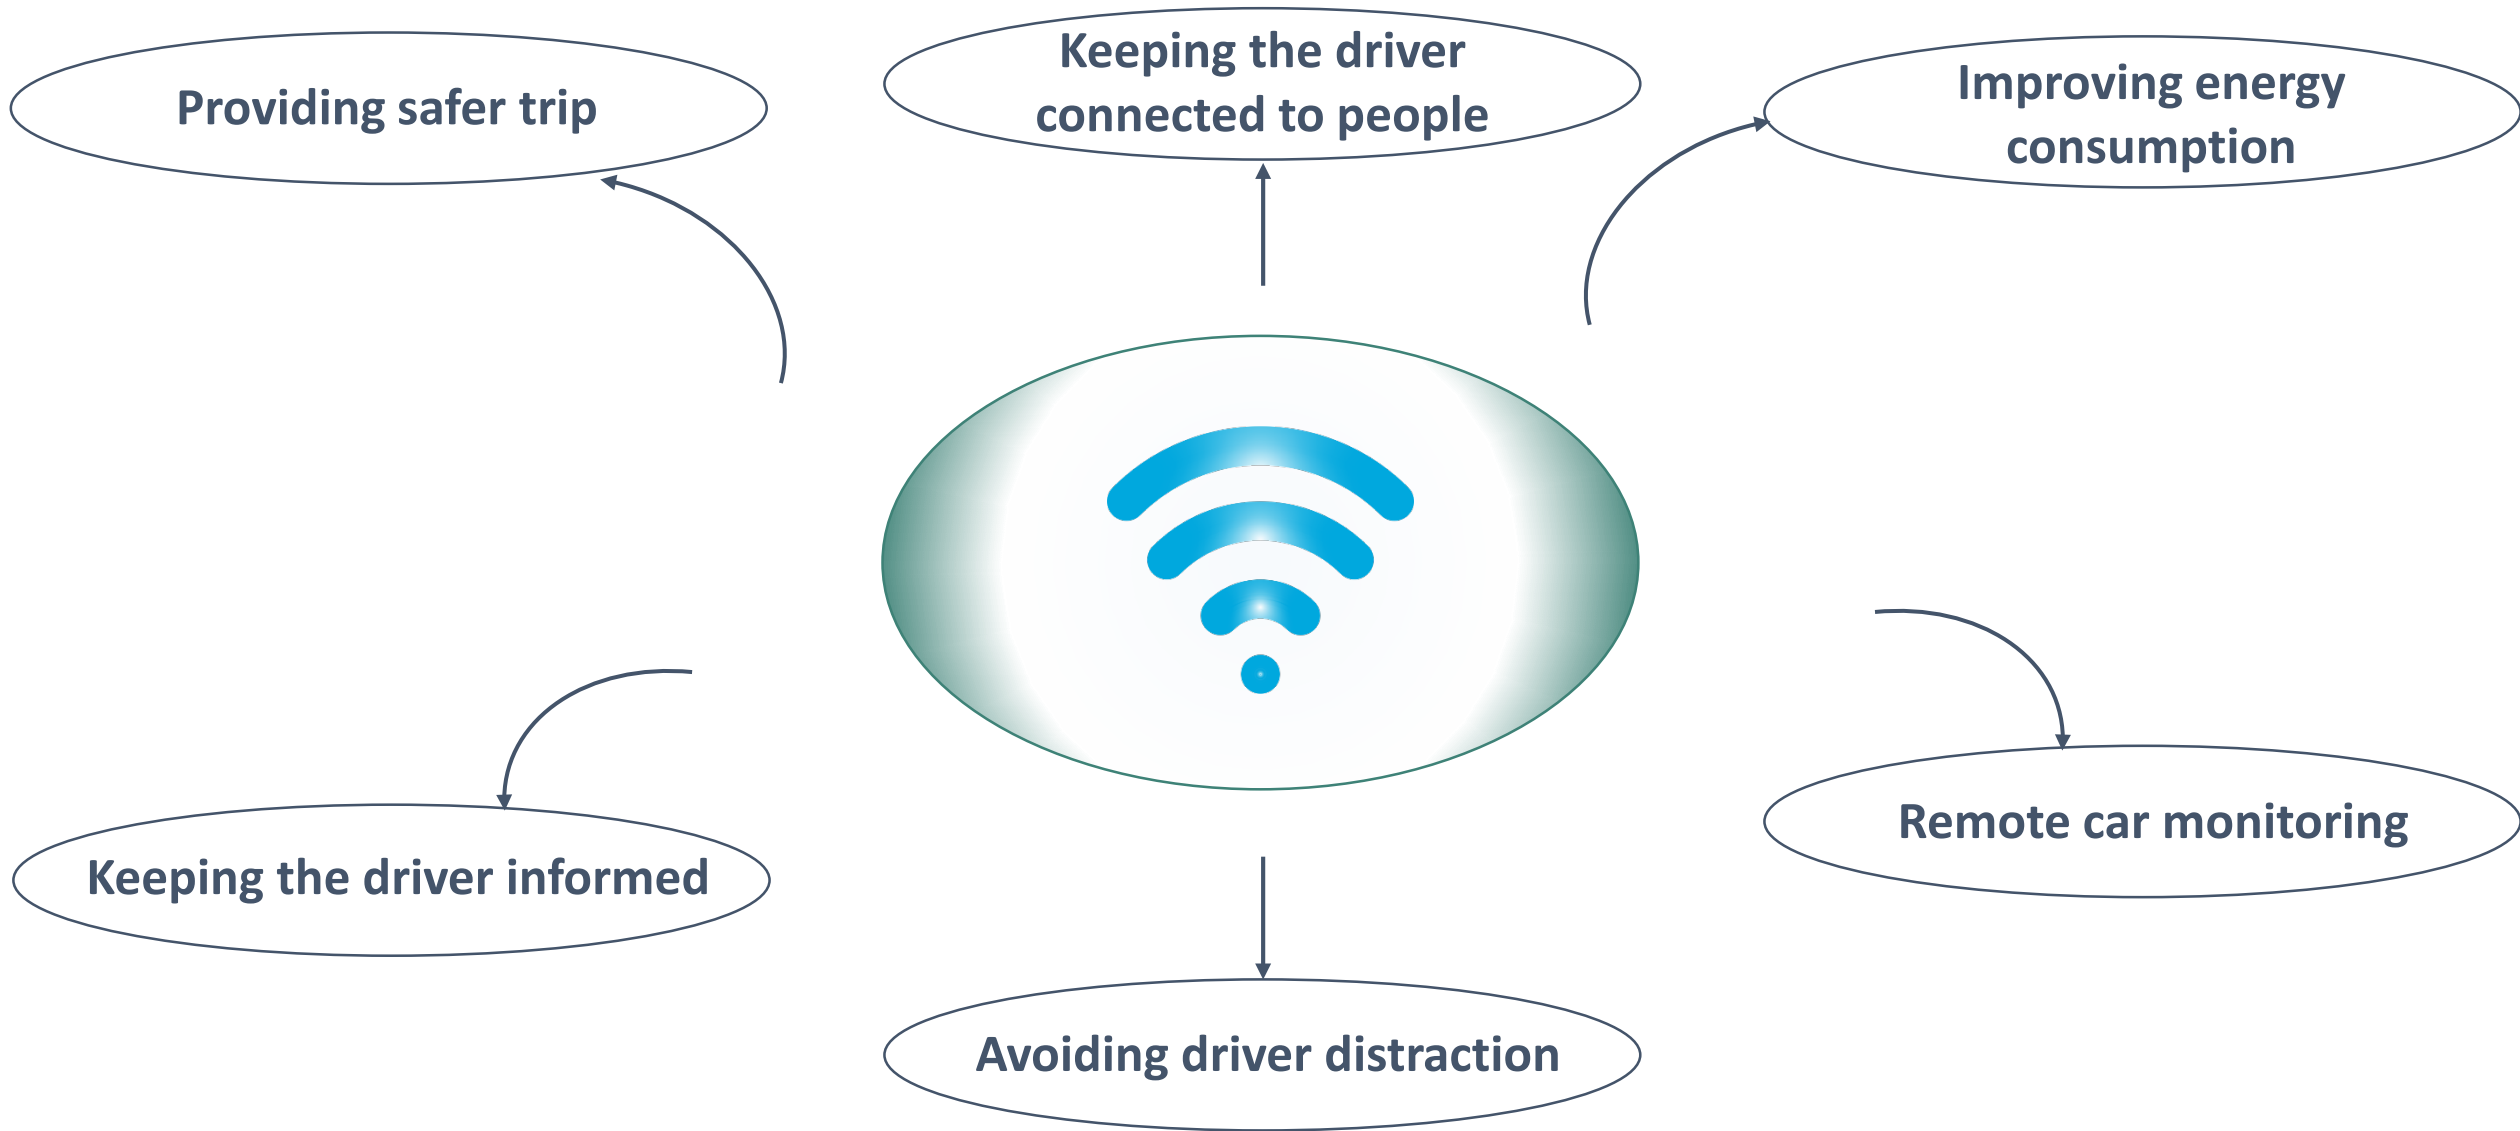 Providing safer trip
Keeping the driver
connected to people
Improving energy
consumption
Keeping the driver informed
Remote car monitoring
Avoiding driver distraction